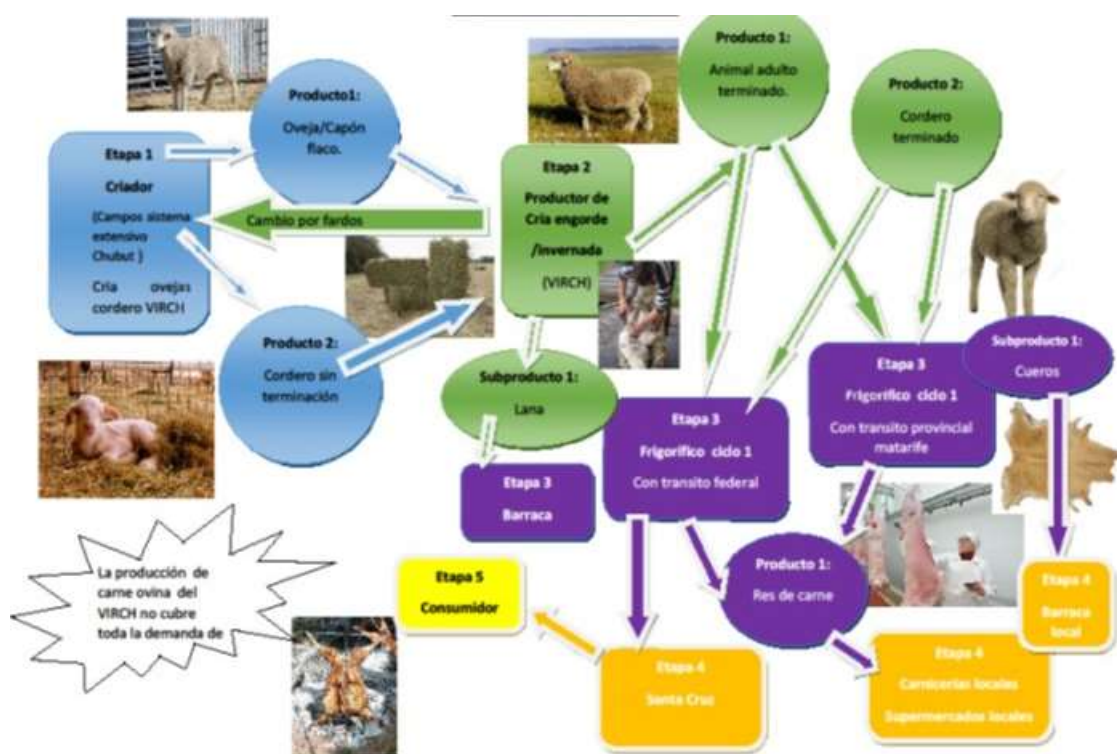 Etapa 1
Criador
(Campos sistema
extensivo
Chubut )
Cria ovejas
cordero VIRCH
Producto1:
Oveja/Capón
flaco.
Cambio por fardos
Producto 2:
Cordero sin
terminación
Etapa 2
Productor de
Cria engorde
/invernada
(VIRCH)
Subproducto 1:
Lana
Etapa 3
Barraca
Producto 1:
Animal adulto
terminado.
Producto 2:
Cordero
terminado
Etapa 3
Frigorífico ciclo 1
Con transito federal
Etapa 3
Frigorífico ciclo 1
Con transito provincial
matarife
Subproducto 1:
Cueros
Producto 1:
Res de carne
Etapa 4
Barraca
local
Etapa 4
Carnicerías locales
Supermercados locales
Etapa 4
Santa Cruz
Etapa 5
Consumidor
La producción de
carne ovina del
VIRCH no cubre
toda la demanda de